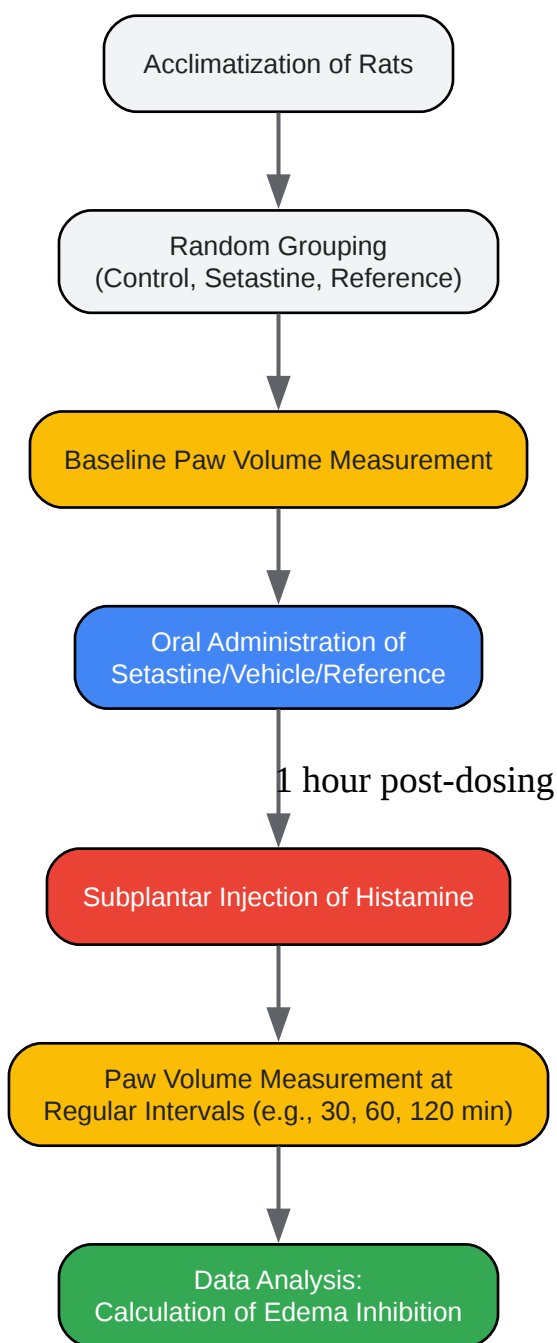 Acclimatization of Rats
Random Grouping
(Control, Setastine, Reference)
Baseline Paw Volume Measurement
Oral Administration of
Setastine/Vehicle/Reference
1 hour post-dosing
Subplantar Injection of Histamine
Paw Volume Measurement at
Regular Intervals (e.g., 30, 60, 120 min)
Data Analysis:
Calculation of Edema Inhibition